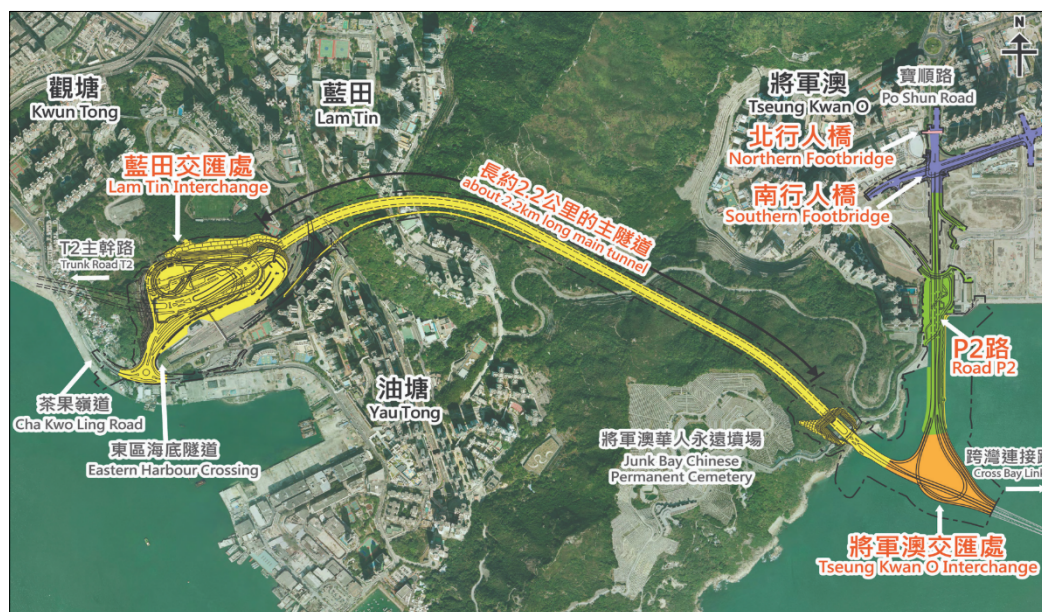 觀塘
Kwun Tong
藍田
Lam Tin
將軍澳
Tseung Kwan O
寶順路
Po Shun Road
N
北行人橋
Northern Footbridge
南行人橋
Southern Footbridge
藍田交匯處
Lam Tin Interchange
長約2.2公里的主隧道
about 2.2km long main tunnel
T2主幹路
Trunk Road T2
P2路
Road P2
油塘
Yau Tong
茶果嶺道
Cha Kwo Ling Road
東區海底隧道
Eastern Harbour Crossing
將軍澳華人永遠墳場
Junk Bay Chinese
Permanent Cemetery
跨灣連接路
Cross Bay Link
將軍澳交匯處
Tseung Kwan O Interchange